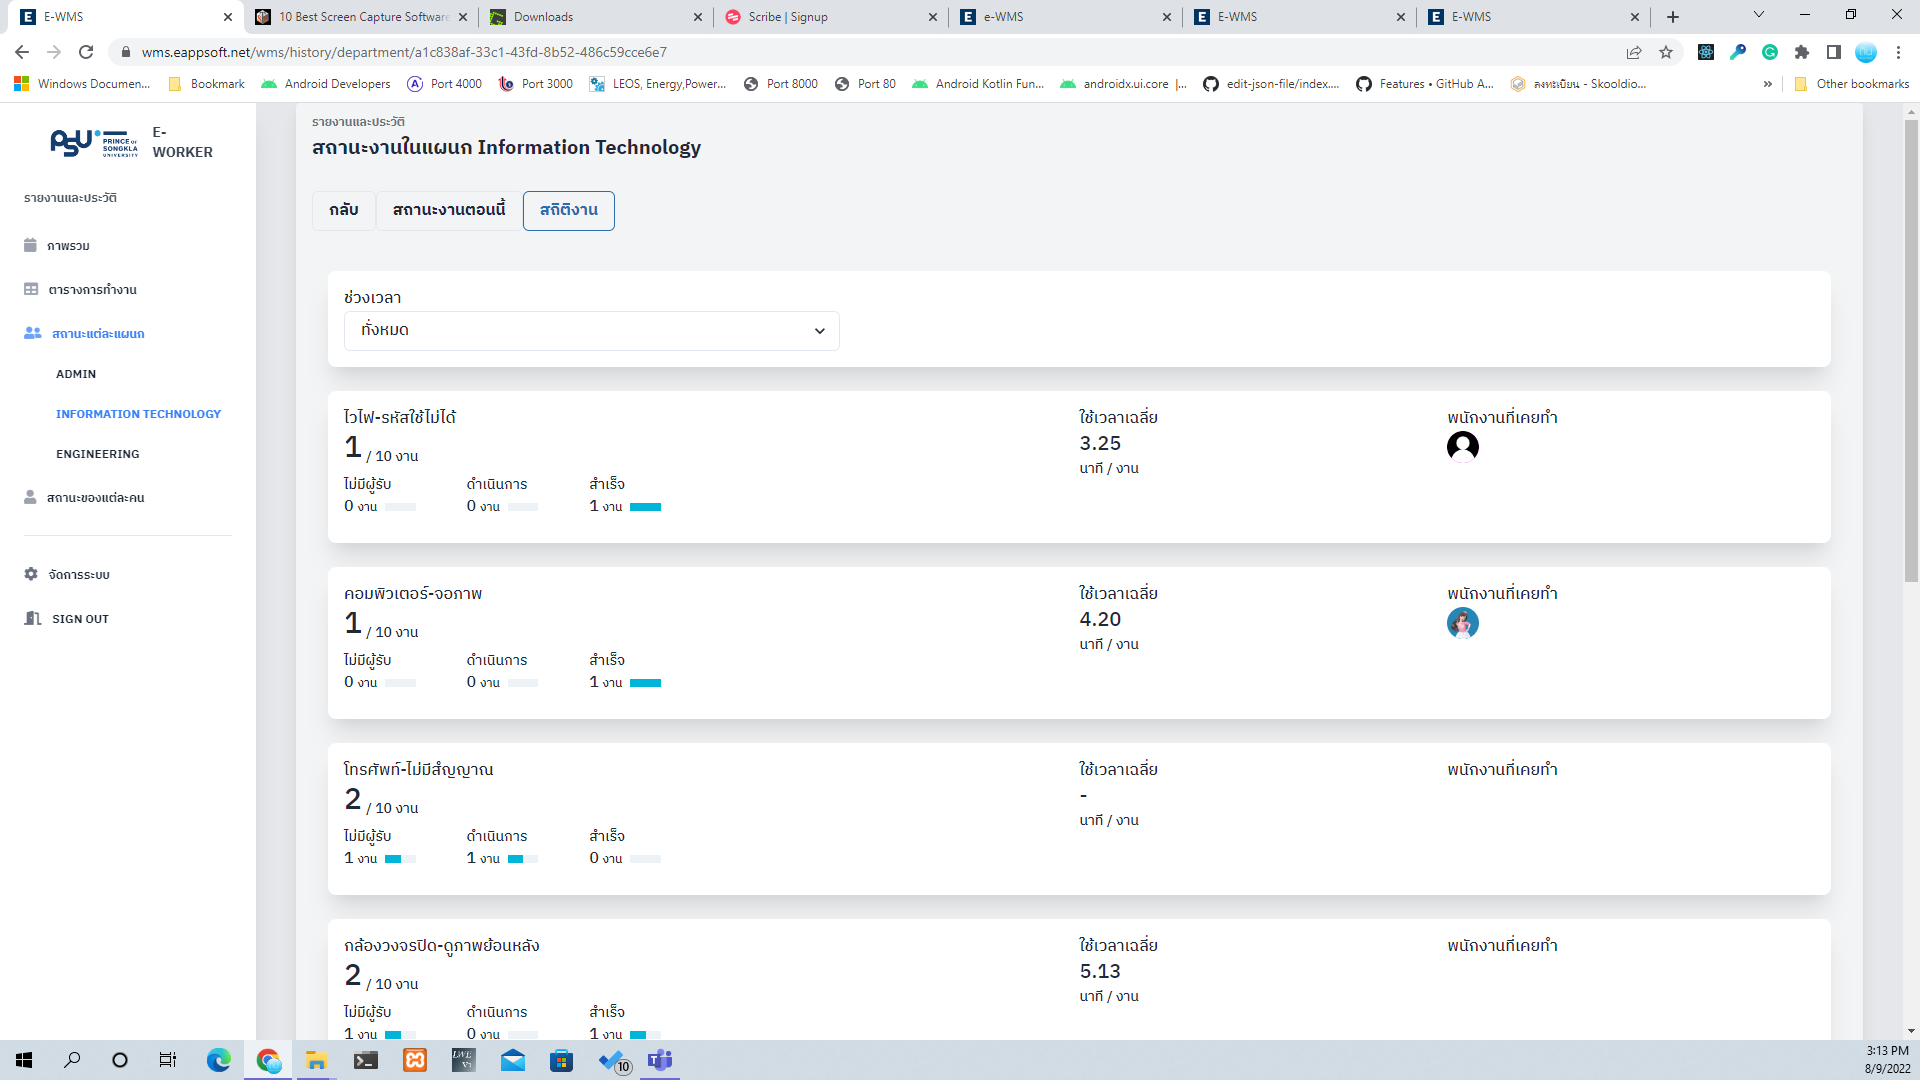 E-WMS
10 Best Screen Capture Software
Downloads
Scribe | Signup
e-WMS
E-WMS
E-WMS
wms.eappsoft.net/wms/history/department/a1c838af-33c1-43fd-8b52-486c59cce6e7
Windows Documen...
Bookmark
Android Developers
Port 4000
Port 3000
LEOS, Energy,Power...
Port 8000
Port 80
Android Kotlin Fun...
androidx.ui.core |...
edit-json-file/index....
Features • GitHub A...
ลงทะเบียน - Skooldio...
»
Other bookmarks
PSU PRINCE OF SONGKLA UNIVERSITY
E-WORKER
รายงานและประวัติ
ภาพรวม
ตารางการทำงาน
สถานะแต่ละแผนก
ADMIN
INFORMATION TECHNOLOGY
ENGINEERING
สถานะของแต่ละคน
จัดการระบบ
SIGN OUT
รายงานและประวัติ
สถานะงานในแผนก Information Technology
กลับ
สถานะงานตอนนี้
สถิติงาน
ช่วงเวลา
ทั้งหมด
ไวไฟ-รหัสใช้ไม่ได้
1 / 10 งาน
ไม่มีผู้รับ ดำเนินการ สำเร็จ
0 งาน 0 งาน 1 งาน
ใช้เวลาเฉลี่ย
3.25
นาที / งาน
พนักงานที่เคยทำ
คอมพิวเตอร์-จอภาพ
1 / 10 งาน
ไม่มีผู้รับ ดำเนินการ สำเร็จ
0 งาน 0 งาน 1 งาน
ใช้เวลาเฉลี่ย
4.20
นาที / งาน
พนักงานที่เคยทำ
โทรศัพท์-ไม่มีสัญญาณ
2 / 10 งาน
ไม่มีผู้รับ ดำเนินการ สำเร็จ
1 งาน 1 งาน 0 งาน
ใช้เวลาเฉลี่ย
-
นาที / งาน
พนักงานที่เคยทำ
กล้องวงจรปิด-ดูภาพย้อนหลัง
2 / 10 งาน
ไม่มีผู้รับ ดำเนินการ สำเร็จ
1 งาน 0 งาน 1 งาน
ใช้เวลาเฉลี่ย
5.13
นาที / งาน
พนักงานที่เคยทำ
10
3:13 PM
8/9/2022